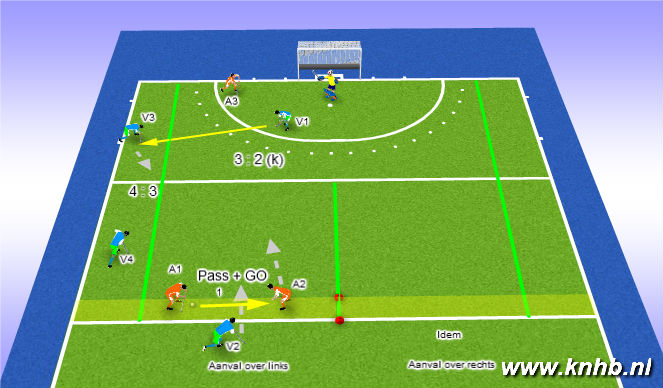 A3
V3
V1
3 : 2 (k)
4 : 3
V4
A1
Pass + GO
A2
1
V2
Idem
Aanval over links
Aanval over rechts
www.knhb.nl